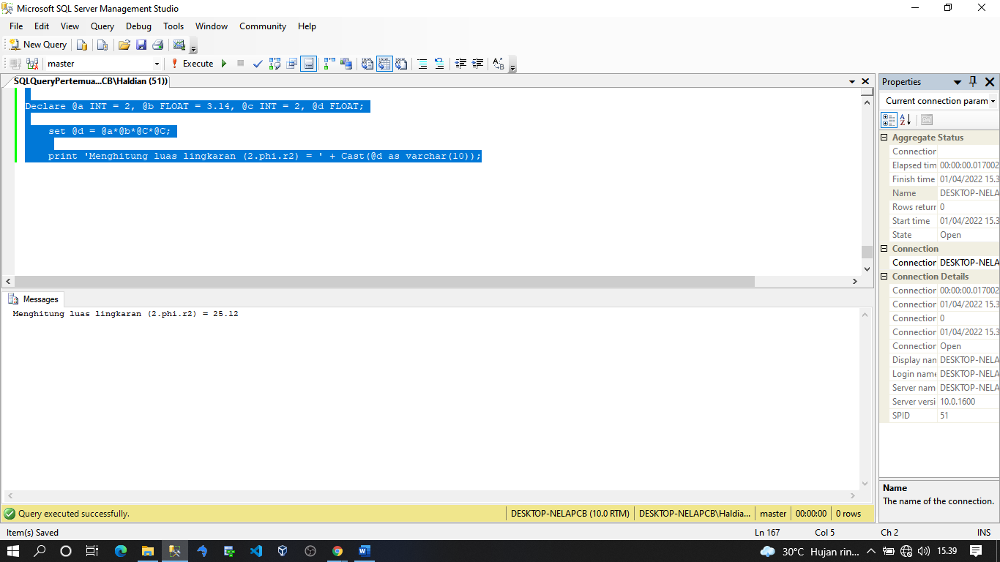 Microsoft SQL Server Management Studio
File Edit View Query Debug Tools Window Community Help
New Query
master Execute
SQLQueryPertemua...CB\Haldian (51))
Declare @a INT = 2, @b FLOAT = 3.14, @c INT = 2, @d FLOAT;
set @d = @a*@b*@C*@C;
print 'Menghitung luas lingkaran (2.phi.r2) = ' + Cast(@d as varchar(10));
Messages
Menghitung luas lingkaran (2.phi.r2) = 25.12
Query executed successfully.
DESKTOP-NELAPCB (10.0 RTM) DESKTOP-NELAPCB\Haldia... master 00:00:00 0 rows
Properties
Current connection param
Aggregate Status
Connection
Elapsed tim 00:00:00.017002
Finish time 01/04/2022 15.3
Name DESKTOP-NELA
Rows returr 0
Start time 01/04/2022 15.3
State Open
Connection
Connection DESKTOP-NELA
Connection Details
Connection 00:00:00.017002
Connection 01/04/2022 15.3
Connection 0
Connection 01/04/2022 15.3
Connection Open
Display nan DESKTOP-NELA
Login name DESKTOP-NELA
Server nam DESKTOP-NELA
Server versi 10.0.1600
SPID 51
Name
The name of the connection.
Item(s) Saved Ln 167 Col 5 Ch 2 INS
30°C Hujan rin... 15.39